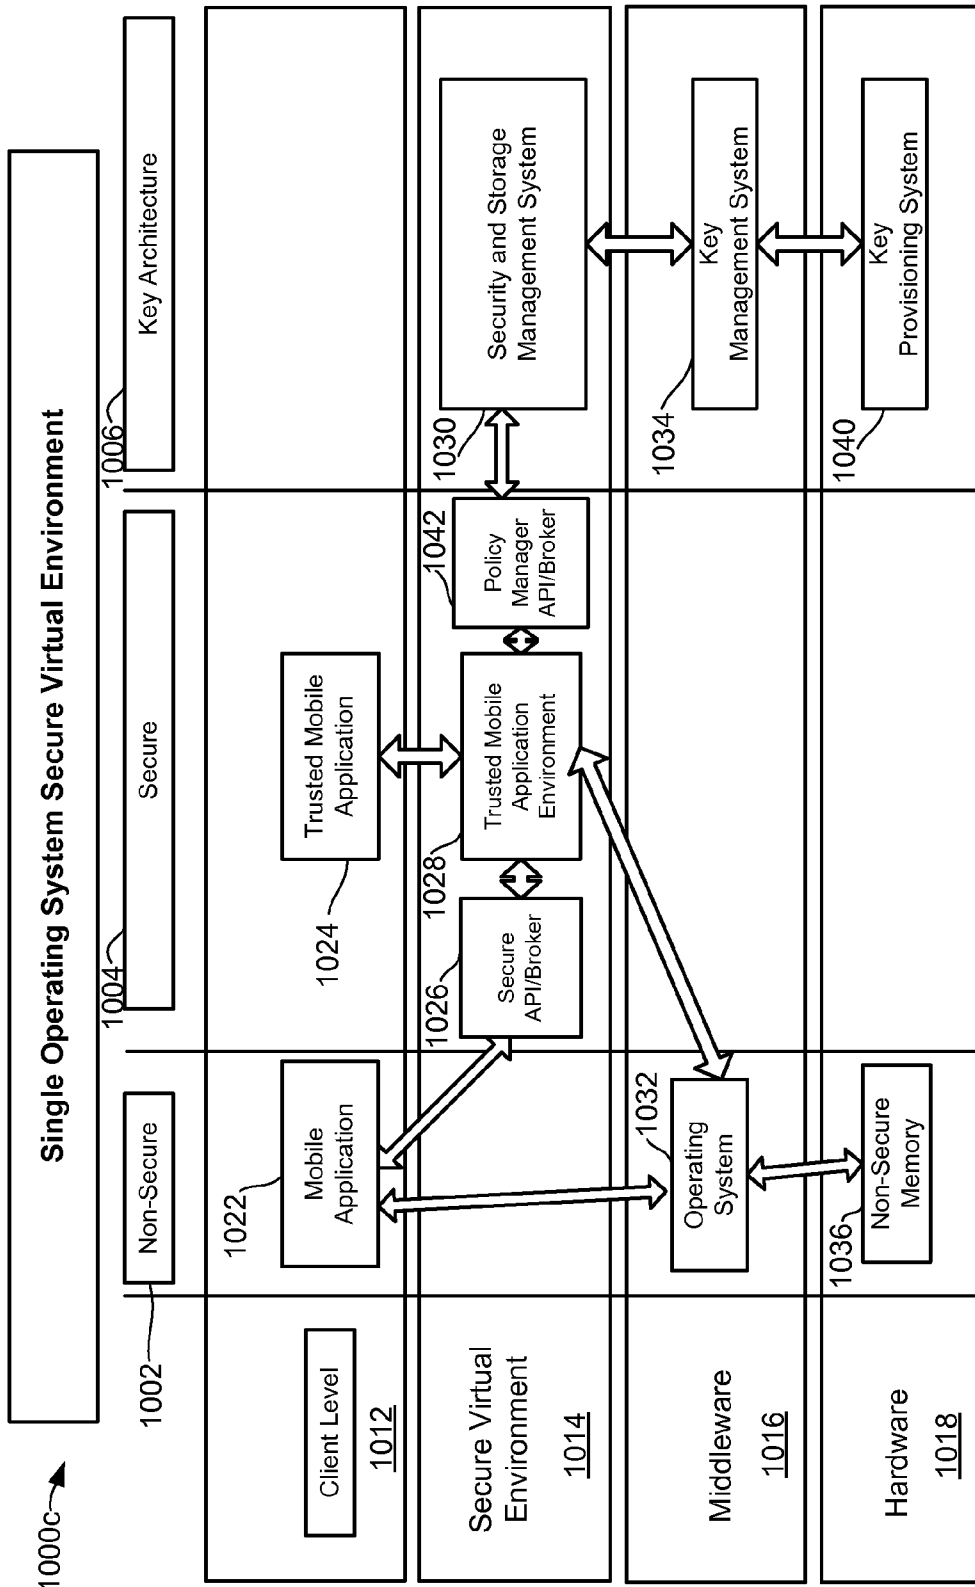 1000c
Single Operating System Secure Virtual Environment
1002
Non-Secure
1004
Secure
1006
Key Architecture
Client Level
1012
1022
Mobile
Application
1024
Trusted Mobile
Application
Secure Virtual
Environment
1014
1026
Secure
API/Broker
1028
Trusted Mobile
Application
Environment
1042
Policy
Manager
API/Broker
1030
Security and Storage
Management System
Middleware
1016
1032
Operating
System
1034
Key
Management System
Hardware
1018
1036
Non-Secure
Memory
1040
Key
Provisioning System